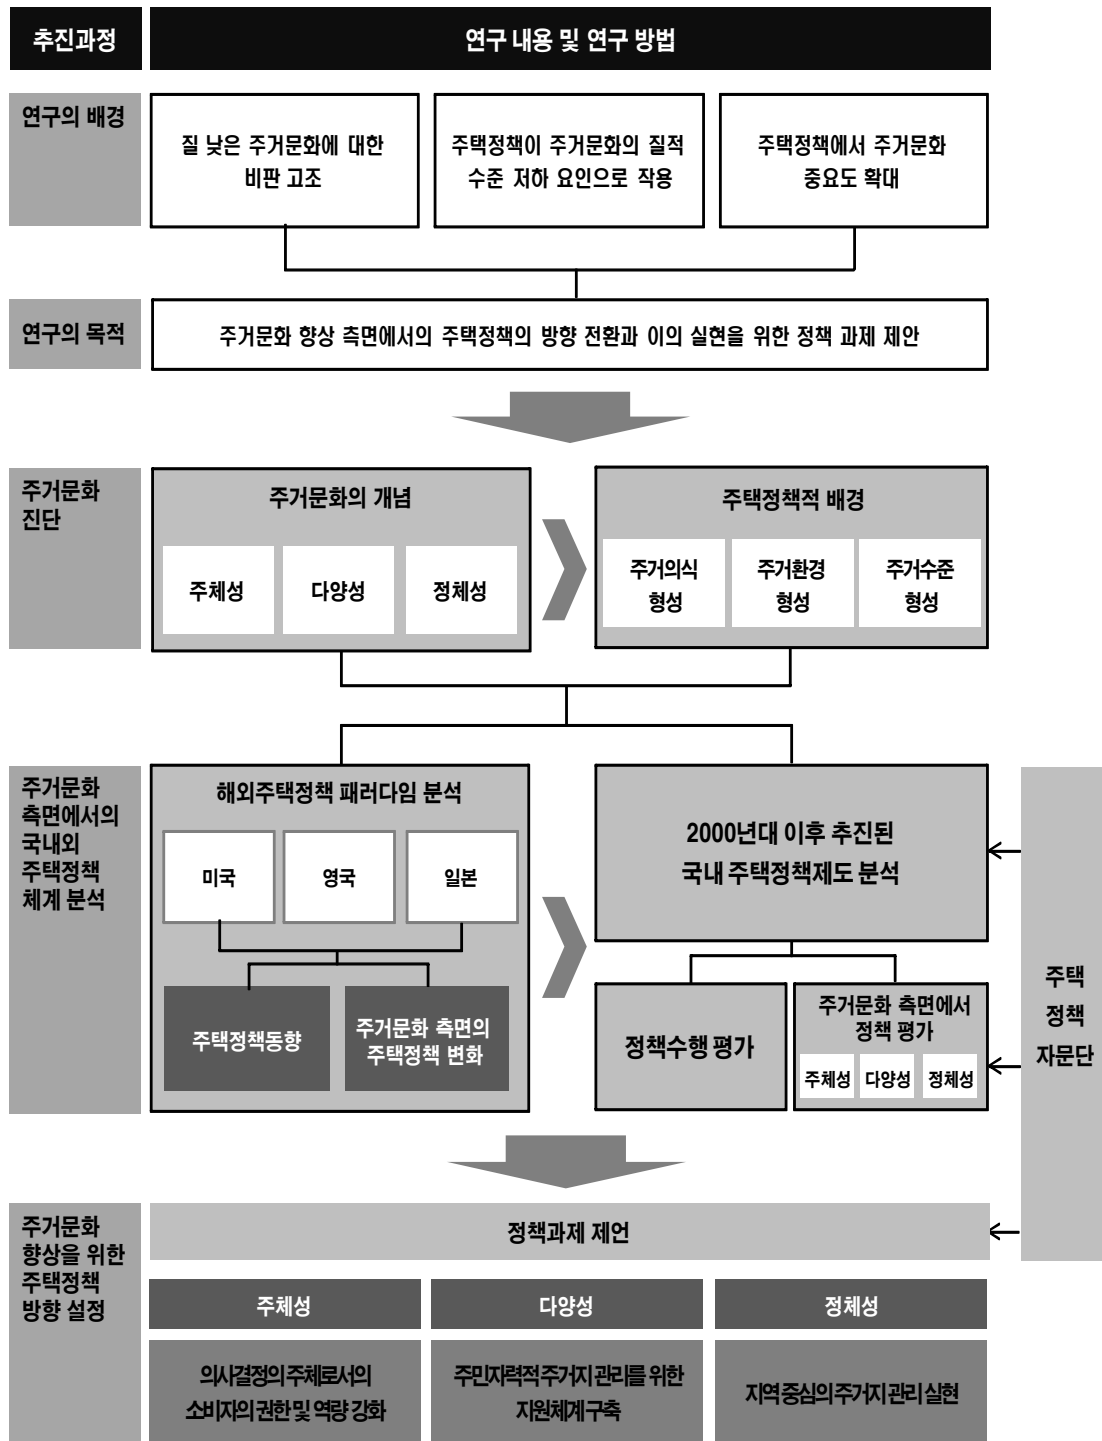 추진과정
연구 내용 및 연구 방법
연구의 배경
질 낮은 주거문화에 대한
비판 고조
주택정책이 주거문화의 질적
수준 저하 요인으로 작용
주택정책에서 주거문화
중요도 확대
연구의 목적
주거문화 향상 측면에서의 주택정책의 방향 전환과 이의 실현을 위한 정책 과제 제안
주거문화
진단
주거문화의 개념
주체성
다양성
정체성
주택정책적 배경
주거의식
형성
주거환경
형성
주거수준
형성
주거문화
측면에서의
국내외
주택정책
체계 분석
해외주택정책 패러다임 분석
미국
영국
일본
주택정책동향
주거문화 측면의
주택정책 변화
2000년대 이후 추진된
국내 주택정책제도 분석
정책수행 평가
주거문화 측면에서
정책 평가
주체성
다양성
정체성
주택
정책
자문단
주거문화
향상을 위한
주택정책
방향 설정
정책과제 제언
주체성
다양성
정체성
의사결정의 주체로서의
소비자의 권한 및 역량 강화
주민자력적 주거지 관리를 위한
지원체계 구축
지역 중심의 주거지 관리 실현